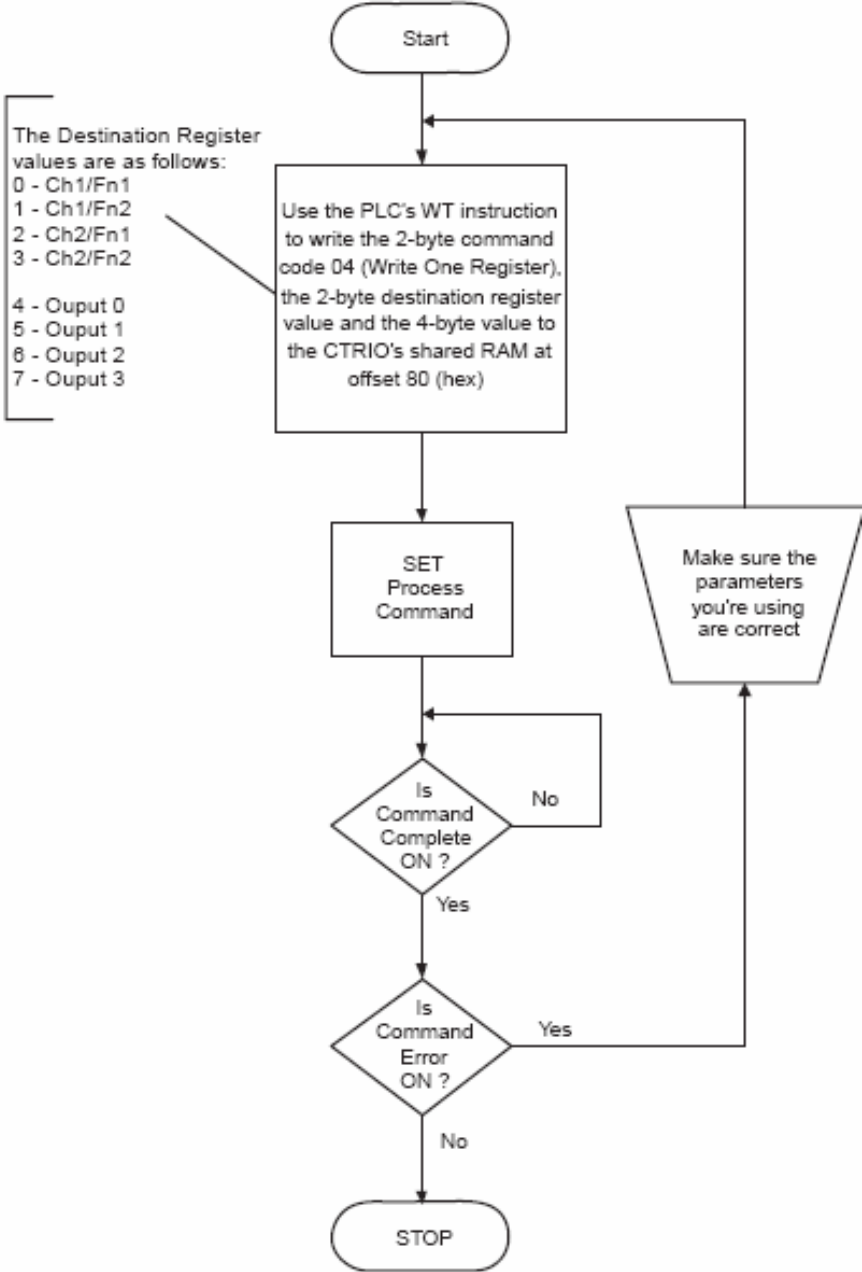 Start
The Destination Register
values are as follows:
0 - Ch1/Fn1
1 - Ch1/Fn2
2 - Ch2/Fn1
3 - Ch2/Fn2
4 - Ouput 0
5 - Ouput 1
6 - Ouput 2
7 - Ouput 3
Use the PLC's WT instruction
to write the 2-byte command
code 04 (Write One Register),
the 2-byte destination register
value and the 4-byte value to
the CTRIO's shared RAM at
offset 80 (hex)
SET
Process
Command
Make sure the
parameters
you're using
are correct
Is
Command
Complete
ON ?
No
Yes
Is
Command
Error
ON ?
Yes
No
STOP